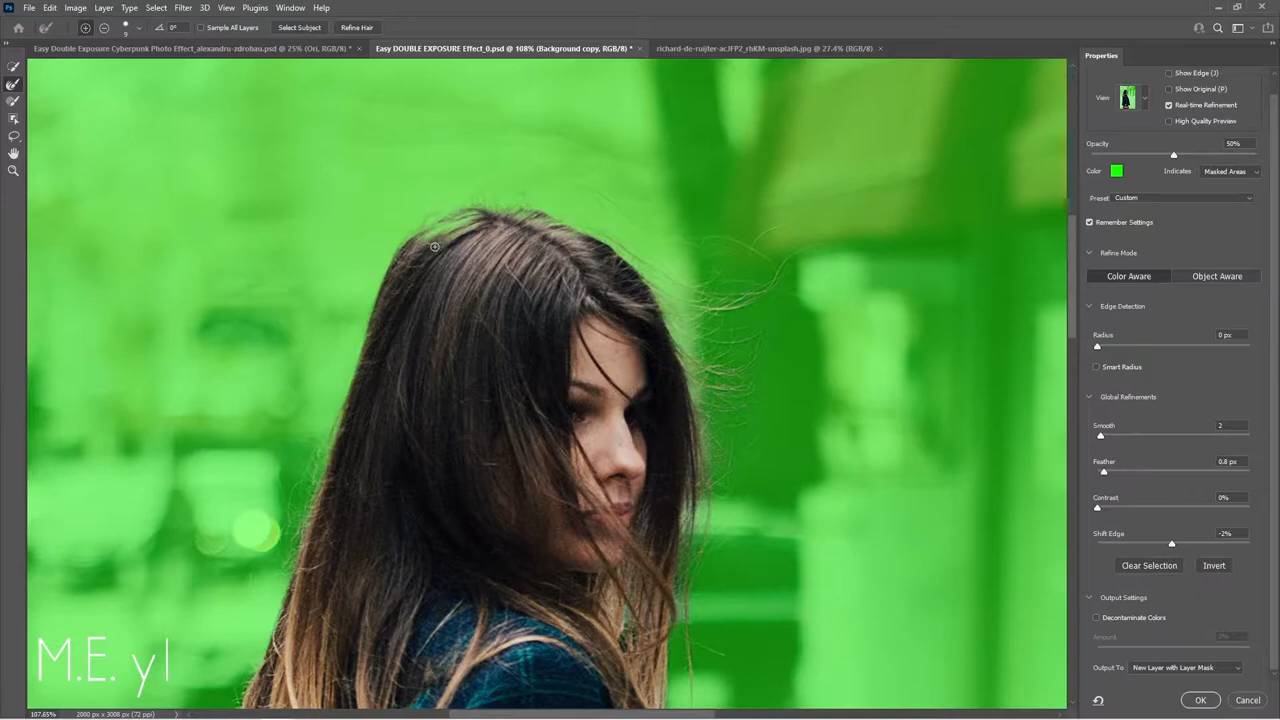 Ps File Edit Image Layer Type Select Filter 3D View Plugins Window Help
9 0° Sample All Layers Select Subject Refine Hair
Easy Double Exposure Cyberpunk Photo Effect_alexandru-zdrobau.psd @ 25% (Ori, RGB/8) * × Easy DOUBLE EXPOSURE Effect_0.psd @ 108% (Background copy, RGB/8) * × richard-de-ruijter-acJFP2_rhKM-unsplash.jpg @ 27.4% (RGB/8) ×
Properties
Show Edge (J)
Show Original (P)
View
Real-time Refinement
High Quality Preview
Opacity 50%
Color Indicates Masked Areas
Preset Custom
Remember Settings
Refine Mode
Color Aware Object Aware
Edge Detection
Radius 0 px
Smart Radius
Global Refinements
Smooth 2
Feather 0.8 px
Contrast 0%
Shift Edge -2%
Clear Selection Invert
Output Settings
Decontaminate Colors
Amount
Output To New Layer with Layer Mask
OK Cancel
M.E. yl
107.65% 2000 px x 3008 px (72 ppi)